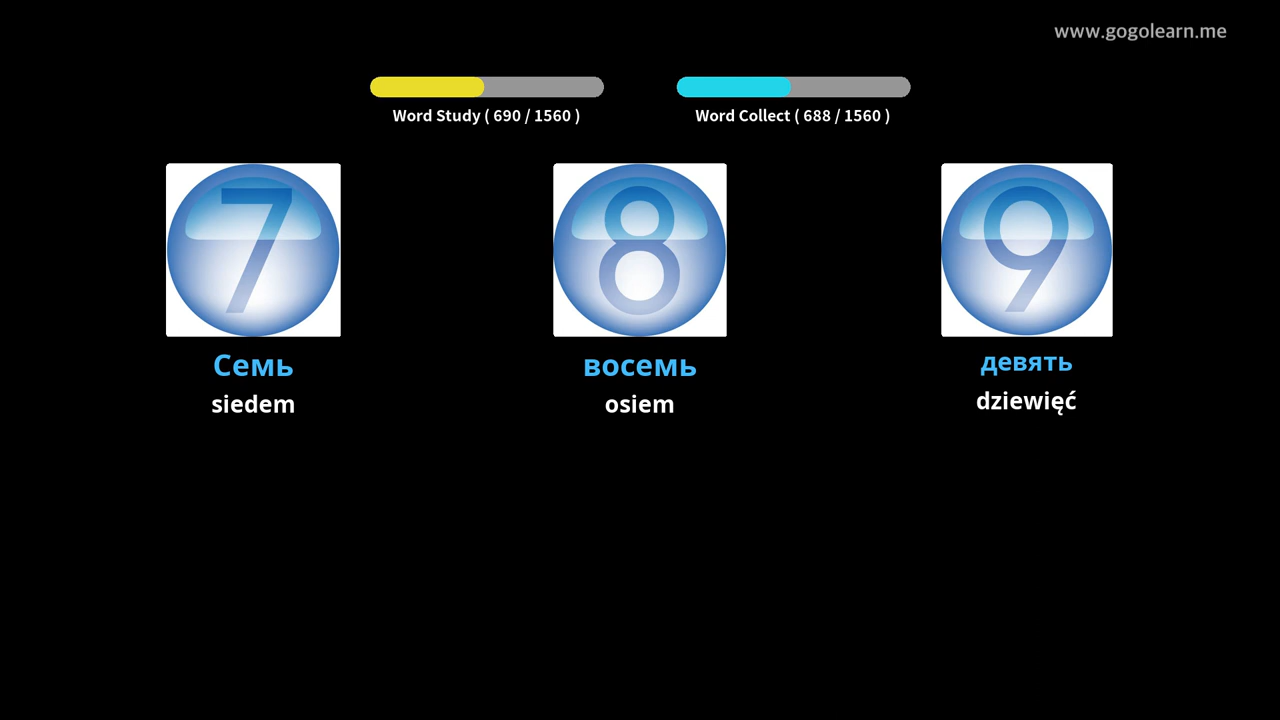 www.gogolearn.me
Word Study ( 690 / 1560 )
Word Collect ( 688 / 1560 )
7
8
9
Семь
восемь
девять
siedem
osiem
dziewięć